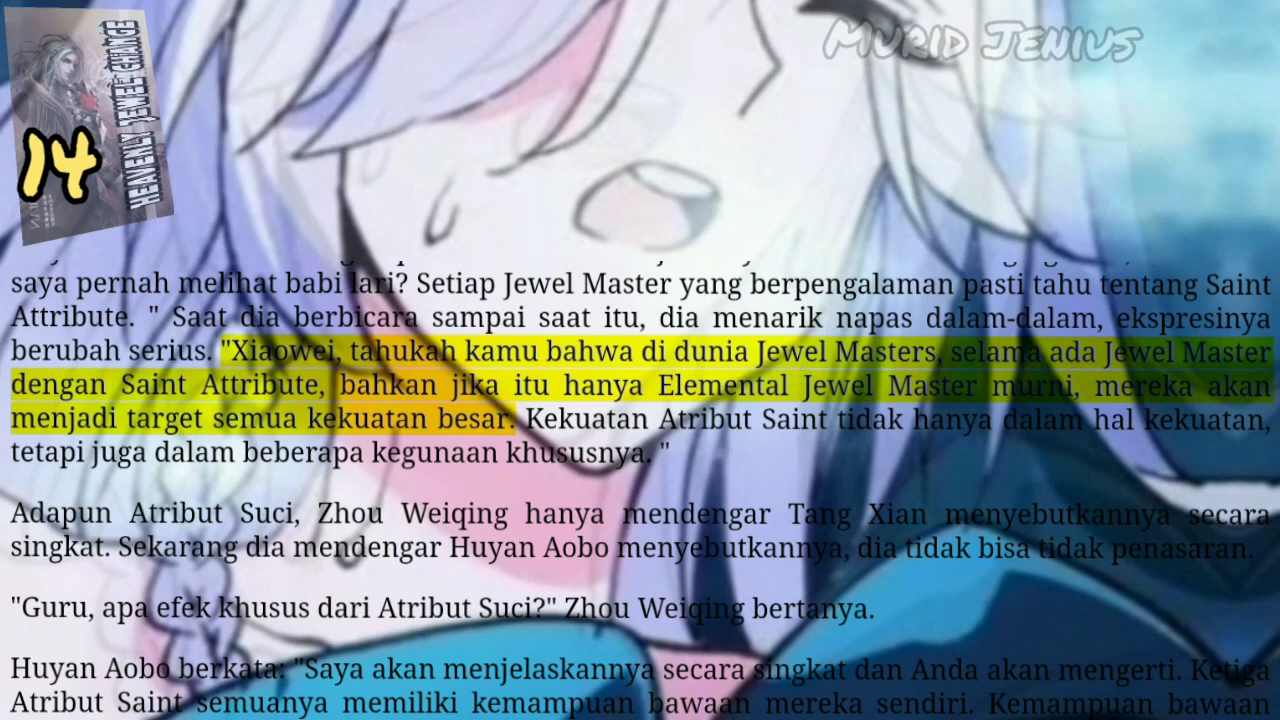 Murid Jenius
HEAVENLY JEWEL CHANGE
14
saya pernah melihat babi lari? Setiap Jewel Master yang berpengalaman pasti tahu tentang Saint
Attribute. " Saat dia berbicara sampai saat itu, dia menarik napas dalam-dalam, ekspresinya
berubah serius. "Xiaowei, tahukah kamu bahwa di dunia Jewel Masters, selama ada Jewel Master
dengan Saint Attribute, bahkan jika itu hanya Elemental Jewel Master murni, mereka akan
menjadi target semua kekuatan besar. Kekuatan Atribut Saint tidak hanya dalam hal kekuatan,
tetapi juga dalam beberapa kegunaan khususnya. "
Adapun Atribut Suci, Zhou Weiqing hanya mendengar Tang Xian menyebutkannya secara
singkat. Sekarang dia mendengar Huyan Aobo menyebutkannya, dia tidak bisa tidak penasaran.
"Guru, apa efek khusus dari Atribut Suci?" Zhou Weiqing bertanya.
Huyan Aobo berkata: "Saya akan menjelaskannya secara singkat dan Anda akan mengerti. Ketiga
Atribut Saint semuanya memiliki kemampuan bawaan mereka sendiri. Kemampuan bawaan